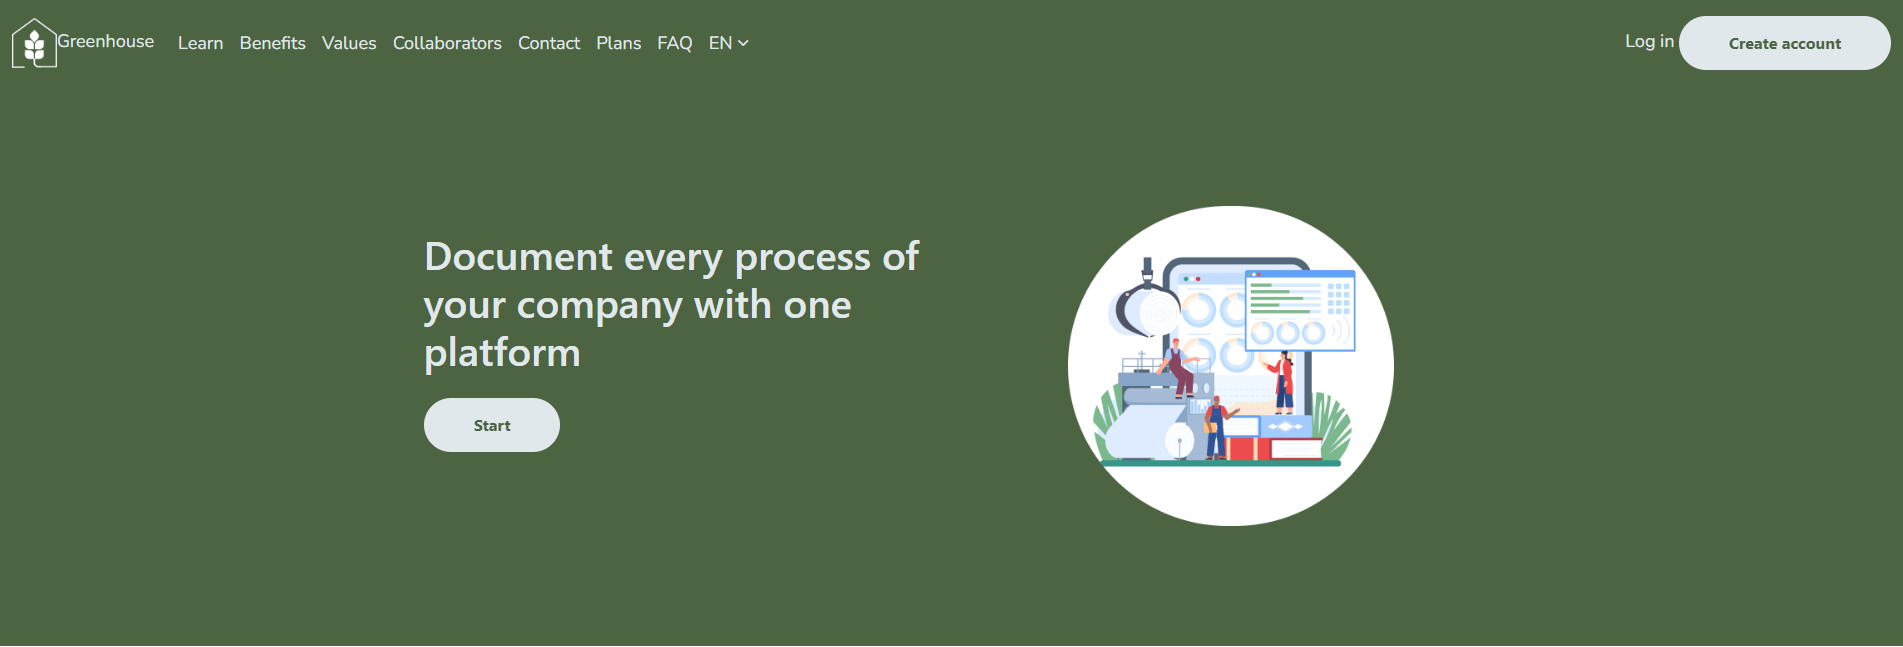 Greenhouse Learn Benefits Values Collaborators Contact Plans FAQ EN Log in Create account
Document every process of
your company with one
platform
Start